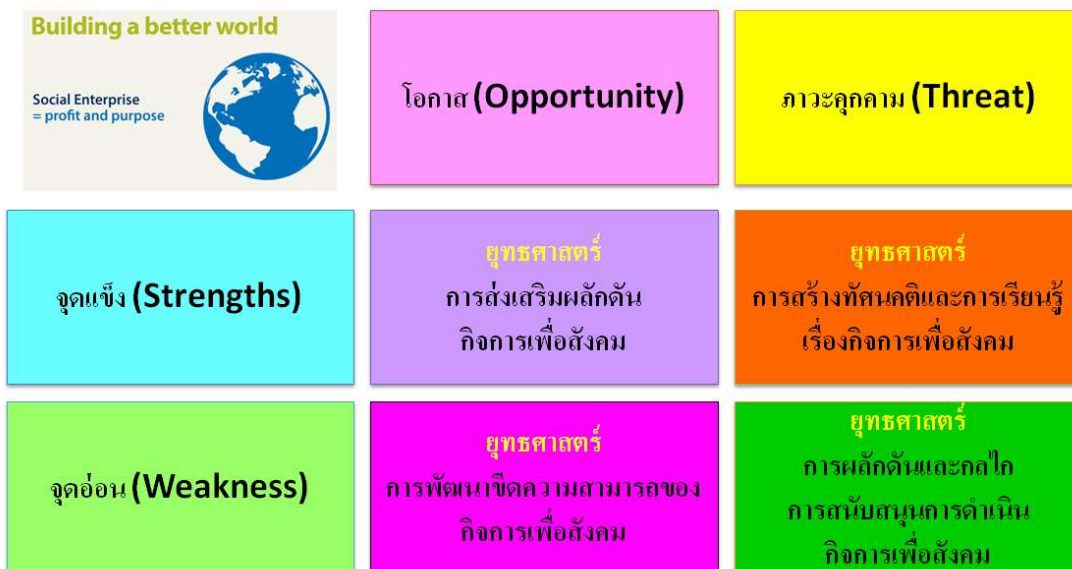 Building a better world
Social Enterprise
= profit and purpose
โอกาส (Opportunity)
ภาวะคุกคาม (Threat)
จุดแข็ง (Strengths)
ยุทธศาสตร์
การส่งเสริมผลักดัน
กิจการเพื่อสังคม
ยุทธศาสตร์
การสร้างทัศนคติและการเรียนรู้
เรื่องกิจการเพื่อสังคม
จุดอ่อน (Weakness)
ยุทธศาสตร์
การพัฒนาขีดความสามารถของ
กิจการเพื่อสังคม
ยุทธศาสตร์
การผลักดันและกลไก
การสนับสนุนการดำเนิน
กิจการเพื่อสังคม